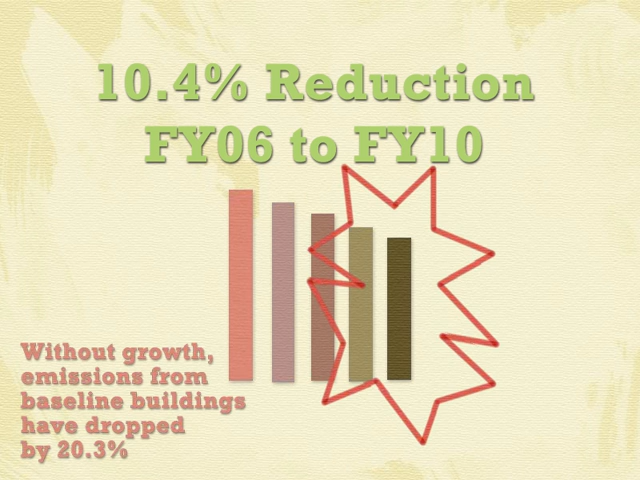 10.4% Reduction
FY06 to FY10
Without growth,
emissions from
baseline buildings
have dropped
by 20.3%